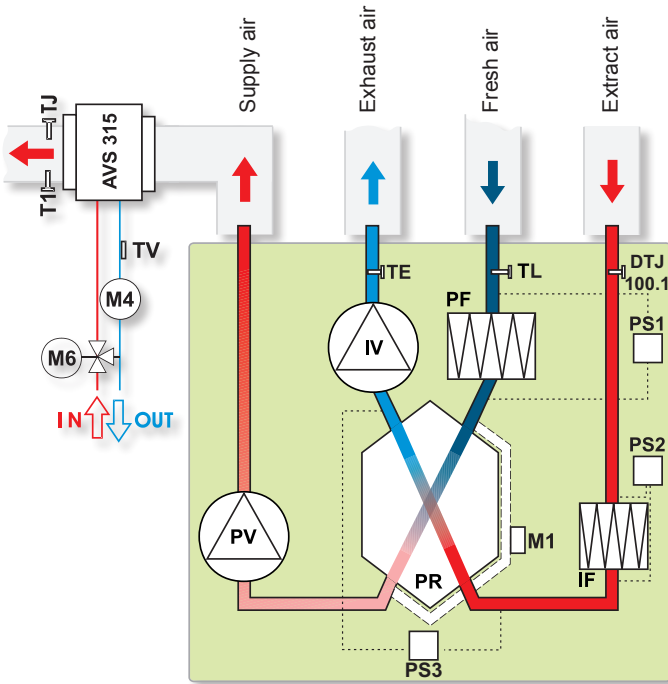 Supply air
Exhaust air
Fresh air
Extract air
TJ
AVS 315
T1
TV
M4
M6
IN
OUT
TE
TL
DTJ
100.1
PF
PS1
IV
PS2
PV
M1
PR
IF
PS3